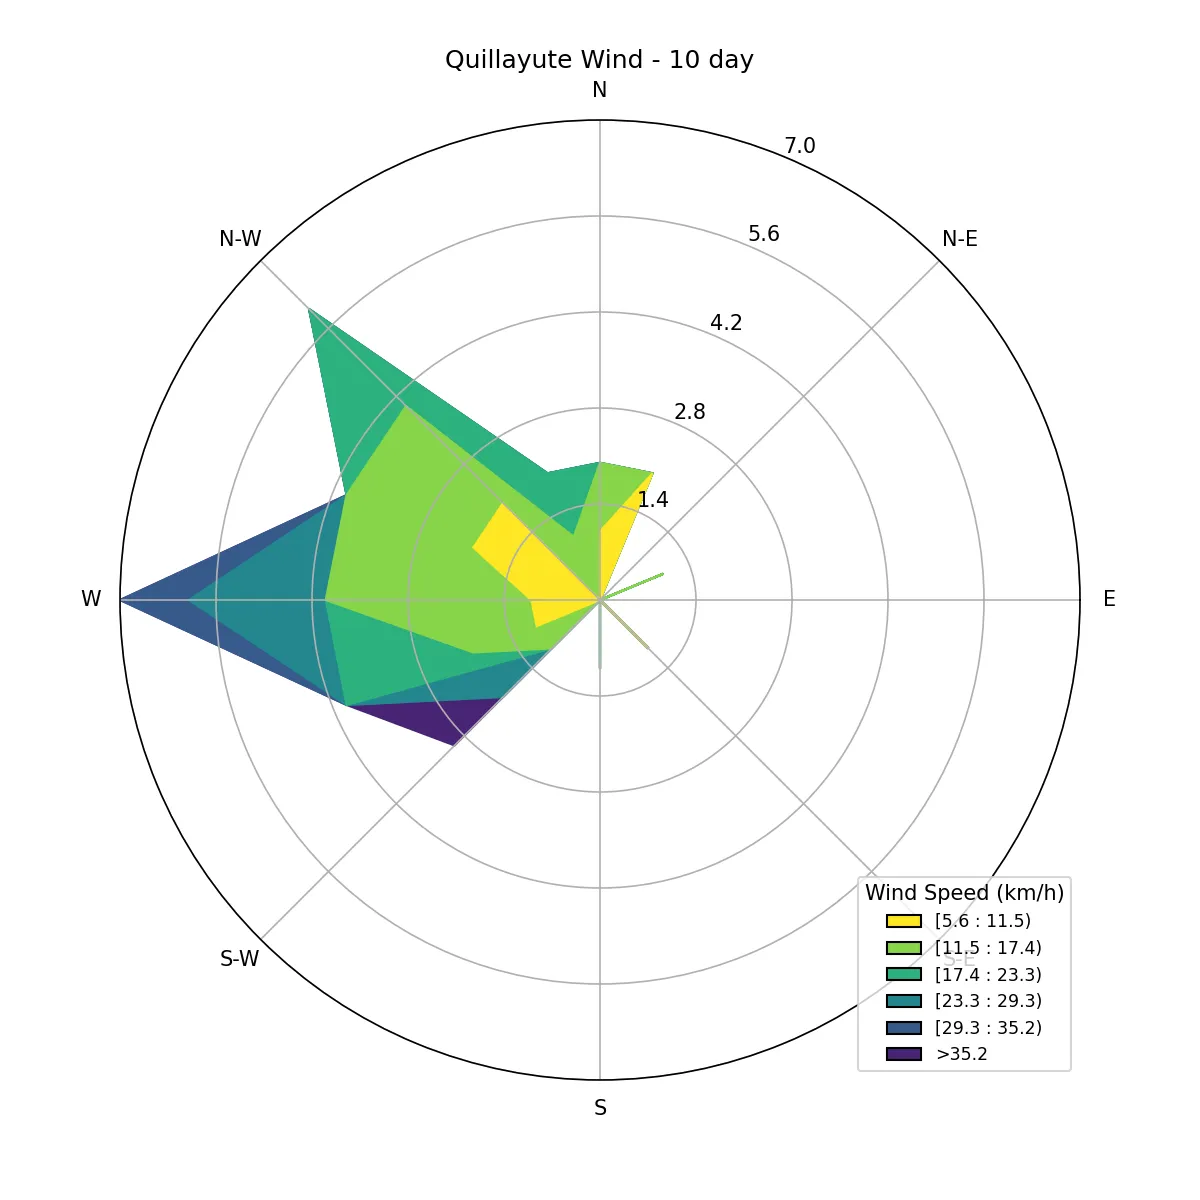 Quillayute Wind - 10 day
N
7.0
N-W
5.6
N-E
4.2
2.8
1.4
W
E
Wind Speed (km/h)
[5.6 : 11.5)
[11.5 : 17.4)
S-W
S-E
[17.4 : 23.3)
[23.3 : 29.3)
[29.3 : 35.2)
>35.2
S